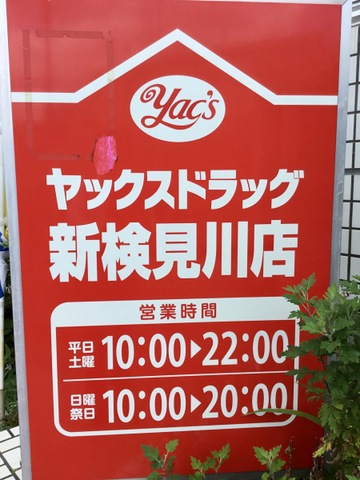 yac's
ヤックスドラッグ
新検見川店
営業時間
平日
土曜 10:00▶22:00
日曜
祭日 10:00▶20:00